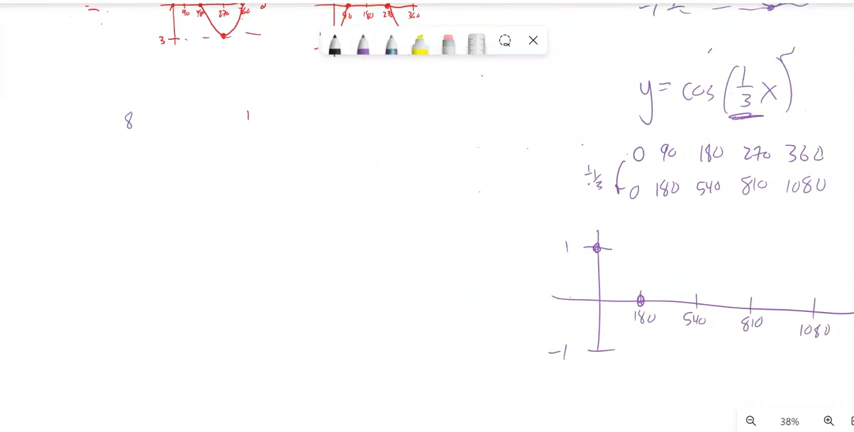 90 180 270 360
3
90 180 270 360
y = cos(1/3 x)
0 90 180 270 360
÷1/3
0 180 540 810 1080
8
1
1
180 540 810 1080
-1
38%